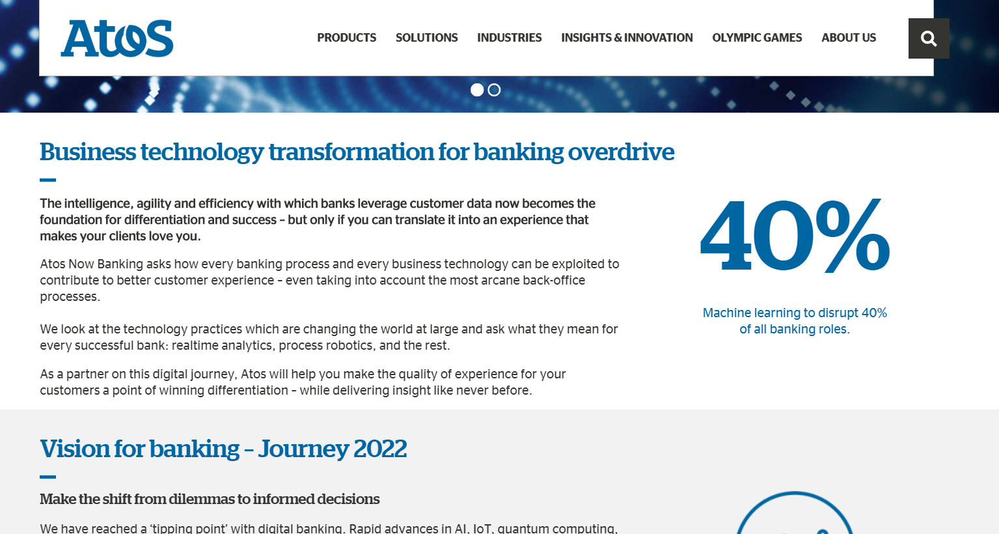 Atos
PRODUCTS SOLUTIONS INDUSTRIES INSIGHTS & INNOVATION OLYMPIC GAMES ABOUT US
Business technology transformation for banking overdrive
The intelligence, agility and efficiency with which banks leverage customer data now becomes the
foundation for differentiation and success – but only if you can translate it into an experience that
makes your clients love you.
Atos Now Banking asks how every banking process and every business technology can be exploited to
contribute to better customer experience – even taking into account the most arcane back-office
processes.
We look at the technology practices which are changing the world at large and ask what they mean for
every successful bank: realtime analytics, process robotics, and the rest.
As a partner on this digital journey, Atos will help you make the quality of experience for your
customers a point of winning differentiation – while delivering insight like never before.
40%
Machine learning to disrupt 40%
of all banking roles.
Vision for banking – Journey 2022
Make the shift from dilemmas to informed decisions
We have reached a ‘tipping point’ with digital banking. Rapid advances in AI, IoT, quantum computing,